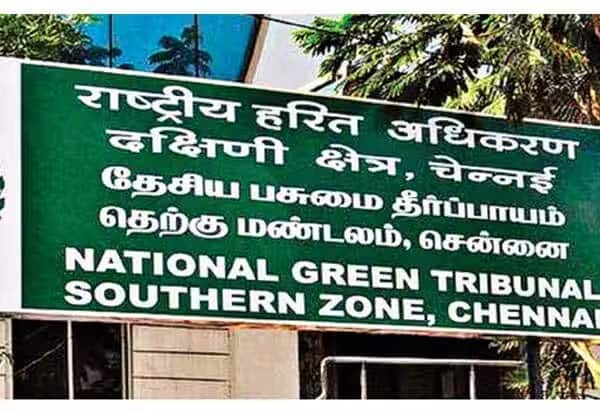 राष्ट्रीय हरित अधिकरण
दक्षिणी क्षेत्र, चेन्नई
தேசிய பசுமை தீர்ப்பாயம்
தெற்கு மண்டலம், சென்னை
NATIONAL GREEN TRIBUNAL
SOUTHERN ZONE, CHENNAI